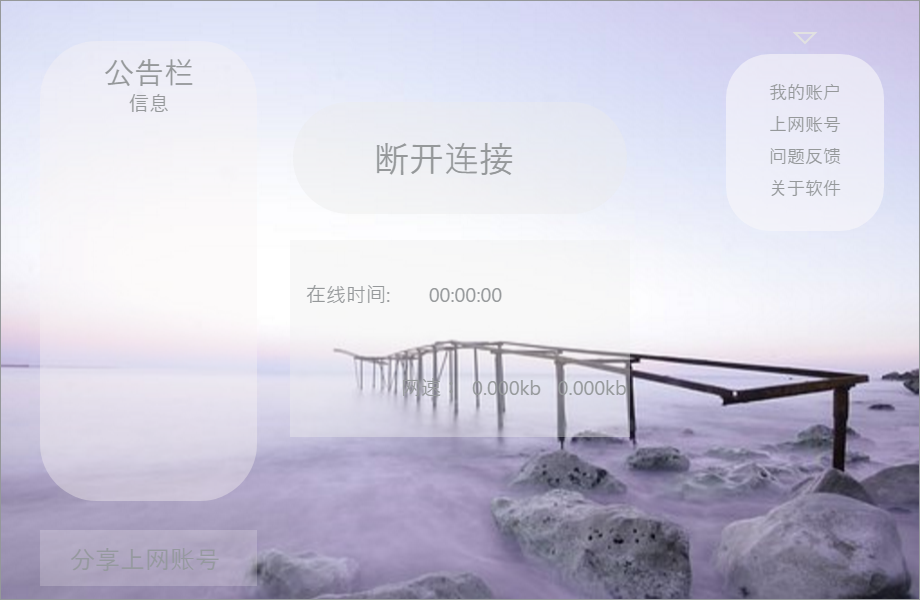 公告栏
信息
断开连接
我的账户
上网账号
问题反馈
关于软件
在线时间: 00:00:00
网速 0.000kb 0.000kb
分享上网账号